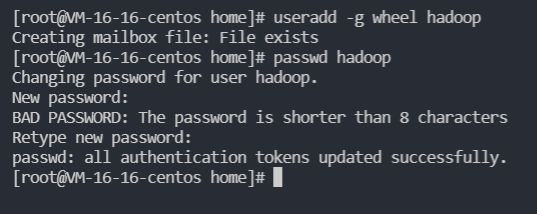 [root@VM-16-16-centos home]# useradd -g wheel hadoop
Creating mailbox file: File exists
[root@VM-16-16-centos home]# passwd hadoop
Changing password for user hadoop.
New password:
BAD PASSWORD: The password is shorter than 8 characters
Retype new password:
passwd: all authentication tokens updated successfully.
[root@VM-16-16-centos home]#